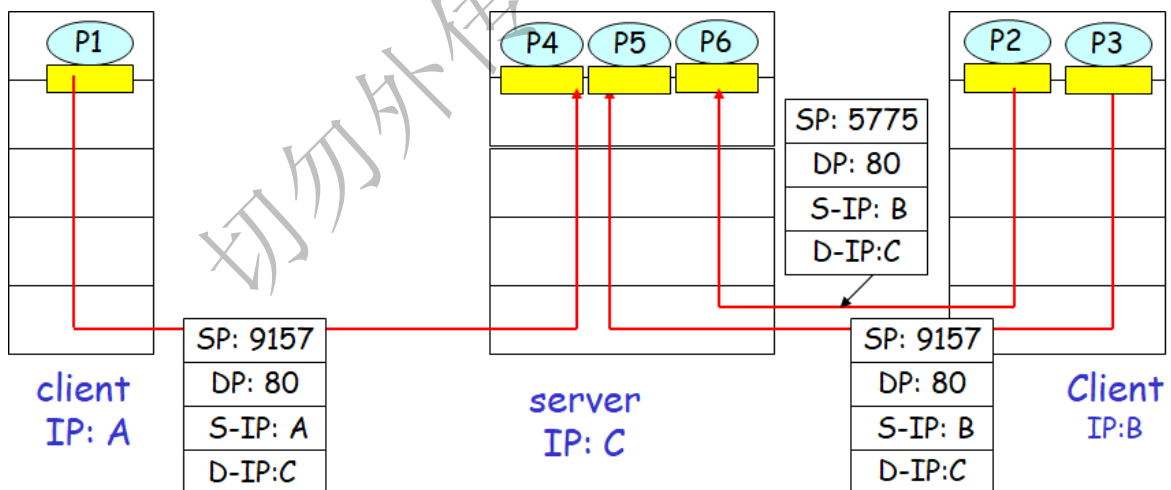 P1
P4
P5
P6
P2
P3
SP: 5775
DP: 80
S-IP: B
D-IP:C
SP: 9157
DP: 80
S-IP: A
D-IP:C
SP: 9157
DP: 80
S-IP: B
D-IP:C
client
IP: A
server
IP: C
Client
IP:B
切勿外传